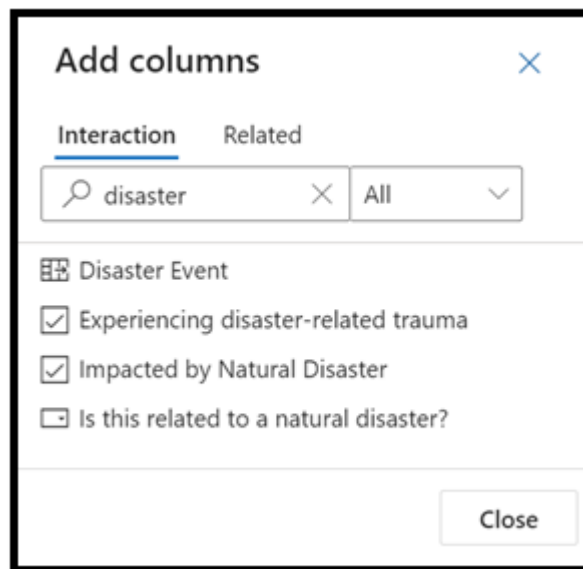 Add columns
Interaction Related
disaster All
Disaster Event
Experiencing disaster-related trauma
Impacted by Natural Disaster
Is this related to a natural disaster?
Close